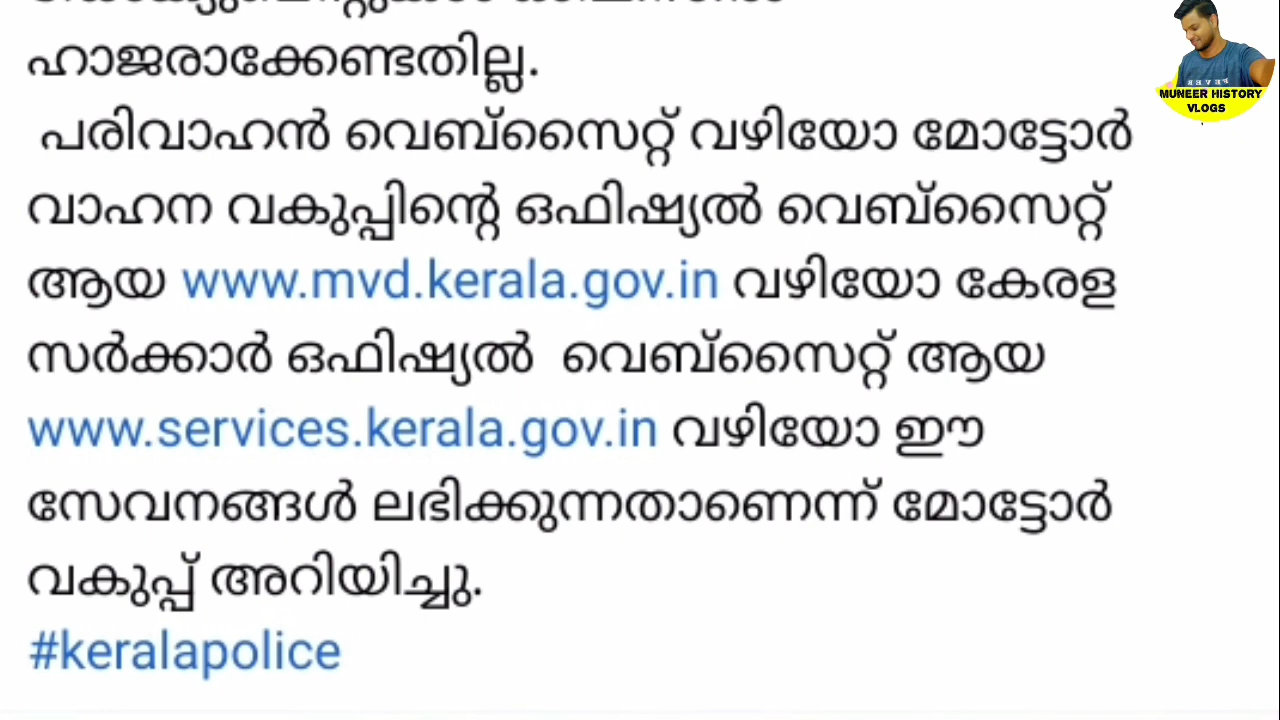 ഹാജരാക്കേണ്ടതില്ല.
പരിവാഹൻ വെബ്സൈറ്റ് വഴിയോ മോട്ടോർ
വാഹന വകുപ്പിന്റെ ഒഫിഷ്യൽ വെബ്സൈറ്റ്
ആയ www.mvd.kerala.gov.in വഴിയോ കേരള
സർക്കാർ ഒഫിഷ്യൽ വെബ്സൈറ്റ് ആയ
www.services.kerala.gov.in വഴിയോ ഈ
സേവനങ്ങൾ ലഭിക്കുന്നതാണെന്ന് മോട്ടോർ
വകുപ്പ് അറിയിച്ചു.
#keralapolice
MUNEER HISTORY
VLOGS